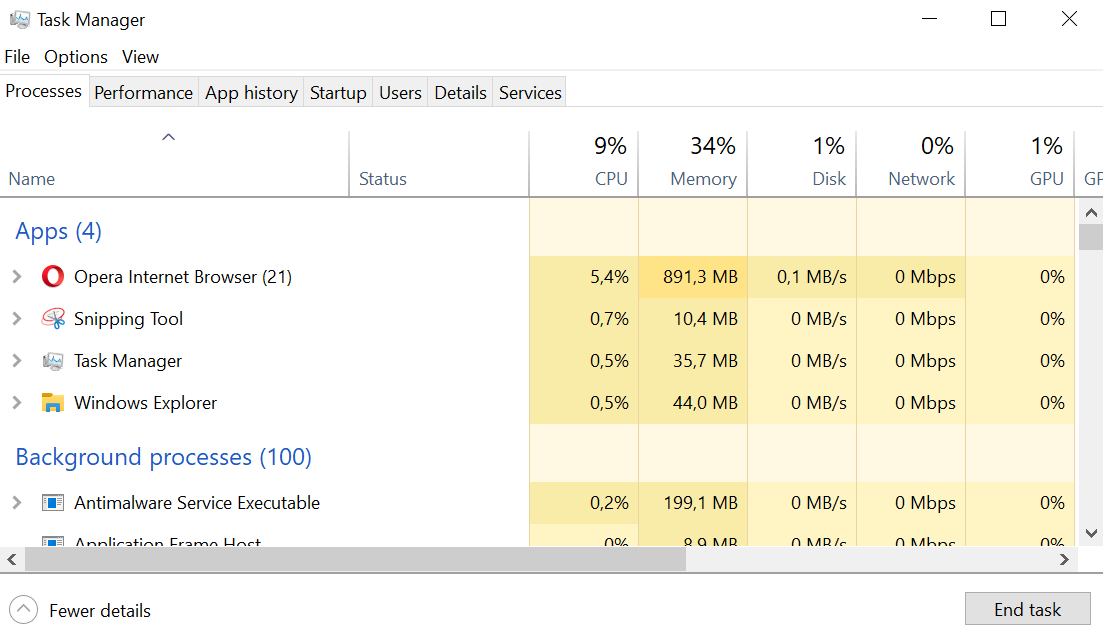 Task Manager
File Options View
Processes Performance App history Startup Users Details Services
9% 34% 1% 0% 1%
Name Status CPU Memory Disk Network GPU GP
Apps (4)
Opera Internet Browser (21) 5,4% 891,3 MB 0,1 MB/s 0 Mbps 0%
Snipping Tool 0,7% 10,4 MB 0 MB/s 0 Mbps 0%
Task Manager 0,5% 35,7 MB 0 MB/s 0 Mbps 0%
Windows Explorer 0,5% 44,0 MB 0 MB/s 0 Mbps 0%
Background processes (100)
Antimalware Service Executable 0,2% 199,1 MB 0 MB/s 0 Mbps 0%
Application Frame Host 0% 8,9 MB 0 MB/s 0 Mbps 0%
Fewer details End task